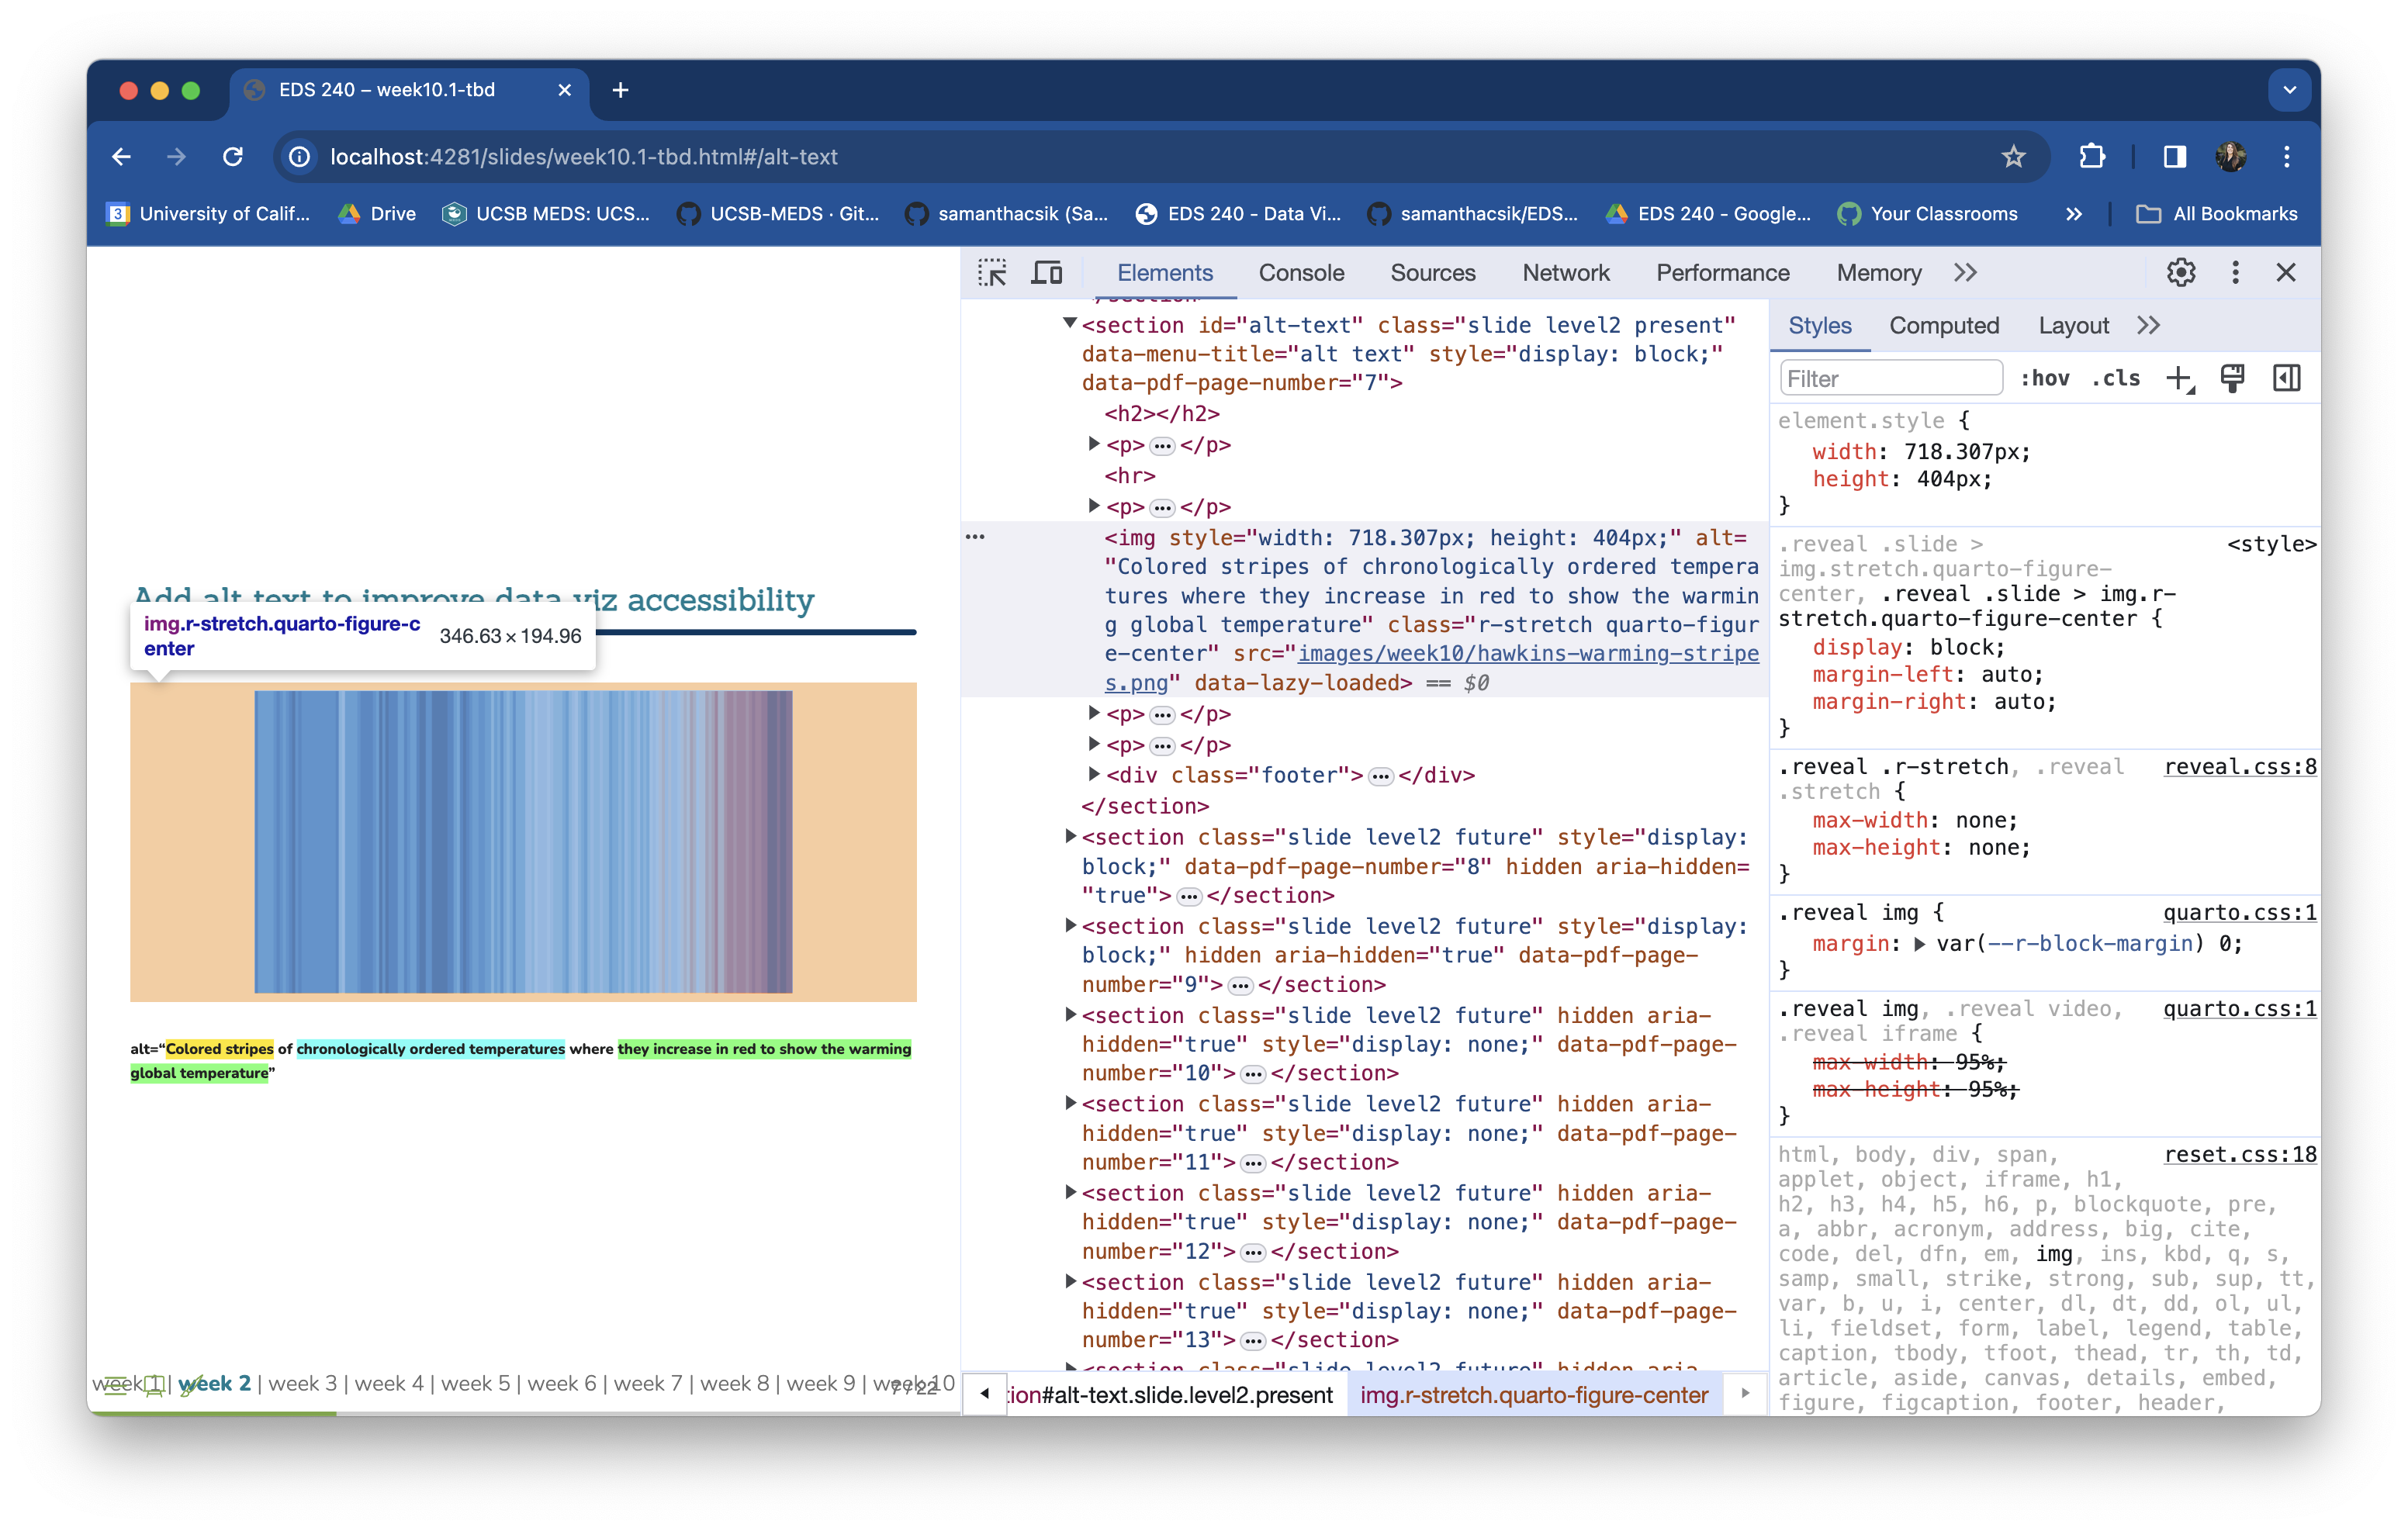 EDS 240 – week10.1-tbd
localhost:4281/slides/week10.1-tbd.html#/alt-text
3 University of Calif... Drive UCSB MEDS: UCS... UCSB-MEDS · Git... samanthacsik (Sa... EDS 240 - Data Vi... samanthacsik/EDS... EDS 240 - Google... Your Classrooms » All Bookmarks
Add alt text to improve data viz accessibility
img.r-stretch.quarto-figure-c
enter
346.63 × 194.96
alt=“Colored stripes of chronologically ordered temperatures where they increase in red to show the warming
global temperature”
week 1 | week 2 | week 3 | week 4 | week 5 | week 6 | week 7 | week 8 | week 9 | week 10
7 / 22
Elements Console Sources Network Performance Memory
<section id="alt-text" class="slide level2 present"
data-menu-title="alt text" style="display: block;"
data-pdf-page-number="7">
<h2></h2>
<p> ••• </p>
<hr>
<p> ••• </p>
<img style="width: 718.307px; height: 404px;" alt=
"Colored stripes of chronologically ordered tempera
tures where they increase in red to show the warmin
g global temperature" class="r-stretch quarto-figur
e-center" src="images/week10/hawkins-warming-stripe
s.png" data-lazy-loaded> == $0
<p> ••• </p>
<p> ••• </p>
<div class="footer"> ••• </div>
</section>
<section class="slide level2 future" style="display:
block;" data-pdf-page-number="8" hidden aria-hidden=
"true"> ••• </section>
<section class="slide level2 future" style="display:
block;" hidden aria-hidden="true" data-pdf-page-
number="9"> ••• </section>
<section class="slide level2 future" hidden aria-
hidden="true" style="display: none;" data-pdf-page-
number="10"> ••• </section>
<section class="slide level2 future" hidden aria-
hidden="true" style="display: none;" data-pdf-page-
number="11"> ••• </section>
<section class="slide level2 future" hidden aria-
hidden="true" style="display: none;" data-pdf-page-
number="12"> ••• </section>
<section class="slide level2 future" hidden aria-
hidden="true" style="display: none;" data-pdf-page-
number="13"> ••• </section>
<section class="slide level2 future" hidden aria-
tion#alt-text.slide.level2.present img.r-stretch.quarto-figure-center
Styles Computed Layout
Filter :hov .cls
element.style {
width: 718.307px;
height: 404px;
}
.reveal .slide > <style>
img.stretch.quarto-figure-
center, .reveal .slide > img.r-
stretch.quarto-figure-center {
display: block;
margin-left: auto;
margin-right: auto;
}
.reveal .r-stretch, .reveal reveal.css:8
.stretch {
max-width: none;
max-height: none;
}
.reveal img { quarto.css:1
margin: var(--r-block-margin) 0;
}
.reveal img, .reveal video, quarto.css:1
.reveal iframe {
max-width: 95%;
max-height: 95%;
}
html, body, div, span, reset.css:18
applet, object, iframe, h1,
h2, h3, h4, h5, h6, p, blockquote, pre,
a, abbr, acronym, address, big, cite,
code, del, dfn, em, img, ins, kbd, q, s,
samp, small, strike, strong, sub, sup, tt,
var, b, u, i, center, dl, dt, dd, ol, ul,
li, fieldset, form, label, legend, table,
caption, tbody, tfoot, thead, tr, th, td,
article, aside, canvas, details, embed,
figure, figcaption, footer, header,